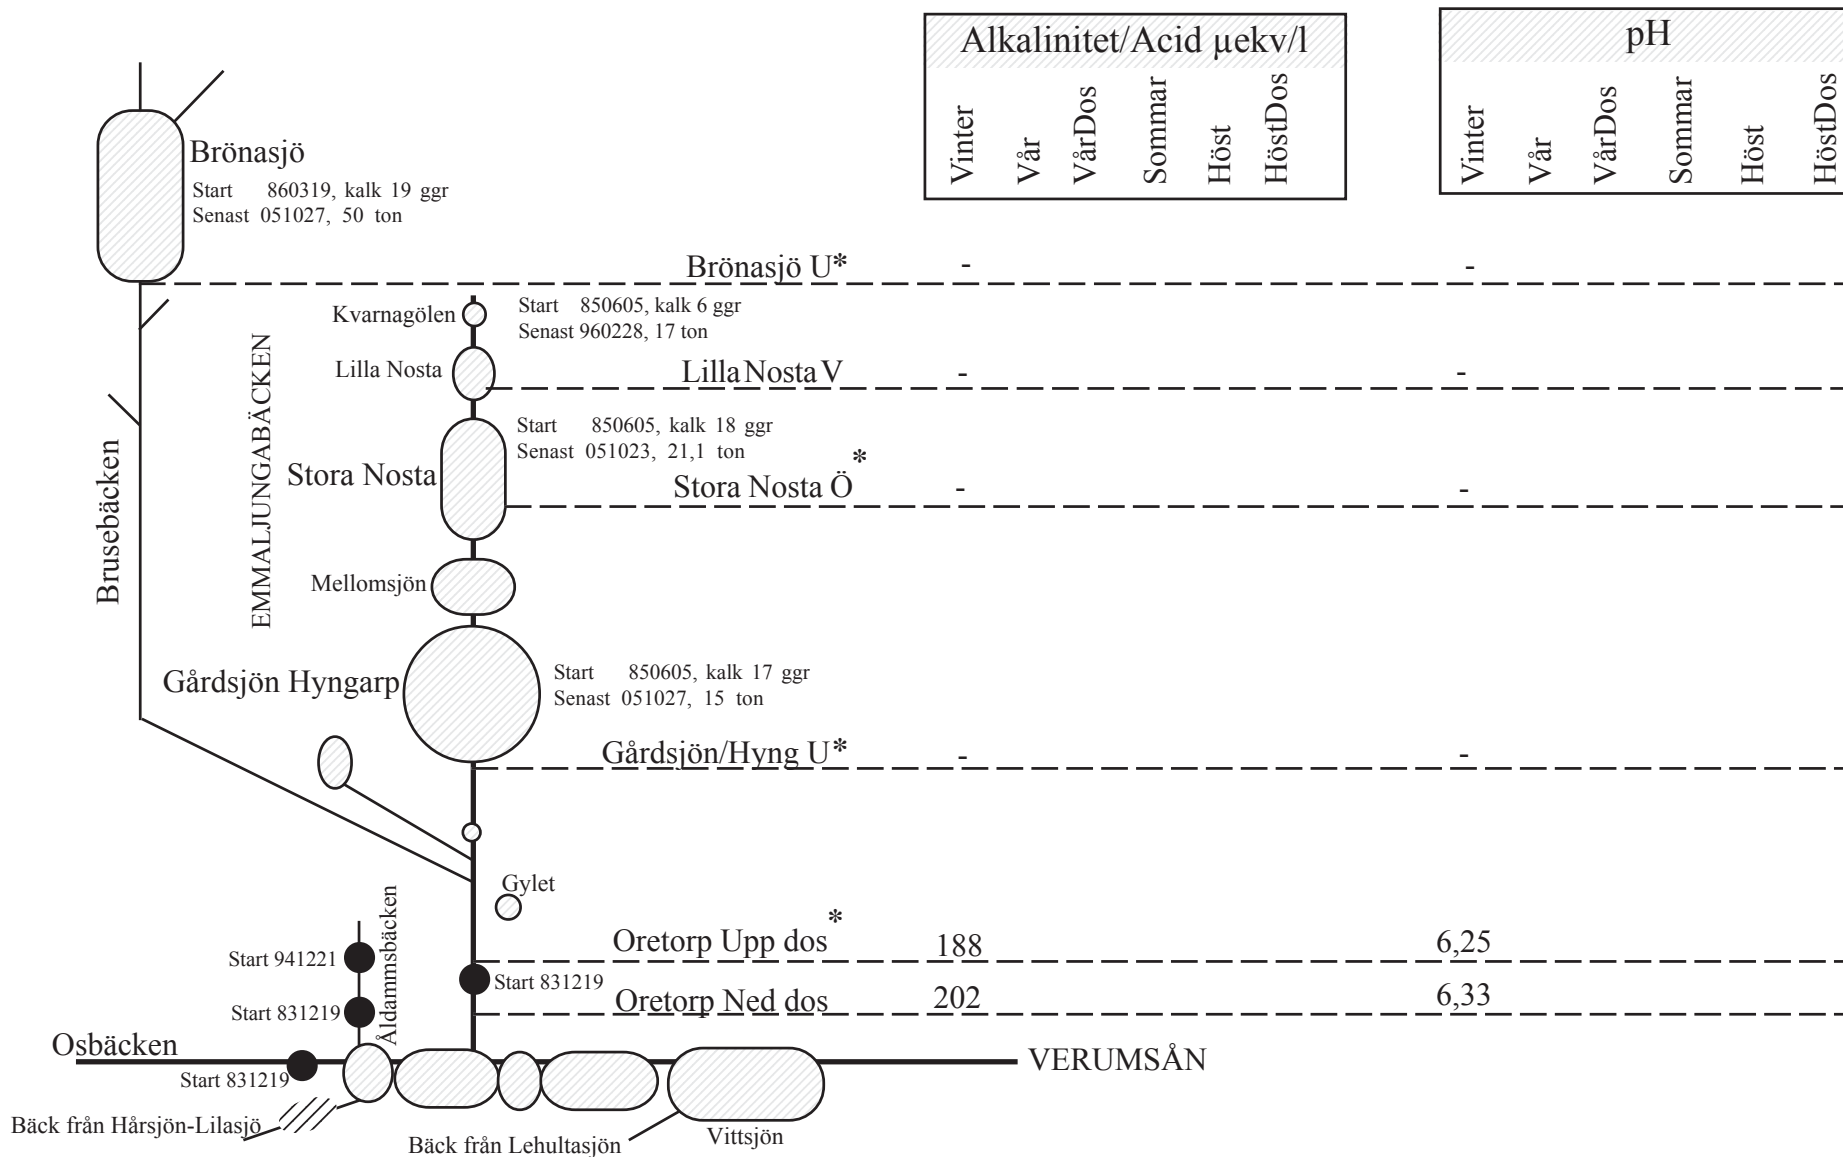 Alkalinitet/Acid µekv/l
Vinter
Vår
VårDos
Sommar
Höst
HöstDos
pH
Vinter
Vår
VårDos
Sommar
Höst
HöstDos
Brönasjö
Start 860319, kalk 19 ggr
Senast 051027, 50 ton
Brönasjö U* - -
Kvarnagölen
Start 850605, kalk 6 ggr
Senast 960228, 17 ton
Lilla Nosta
Lilla Nosta V - -
EMMALJUNGABÄCKEN
Brusebäcken
Start 850605, kalk 18 ggr
Senast 051023, 21,1 ton
Stora Nosta
Stora Nosta Ö* - -
Mellomsjön
Gårdsjön Hyngarp
Start 850605, kalk 17 ggr
Senast 051027, 15 ton
Gårdsjön/Hyng U* - -
Gylet
Åldammsbäcken
Start 941221
Oretorp Upp dos* 188 6,25
Start 831219
Start 831219
Oretorp Ned dos 202 6,33
Osbäcken
VERUMSÅN
Start 831219
Bäck från Hårsjön-Lilasjö
Bäck från Lehultasjön
Vittsjön